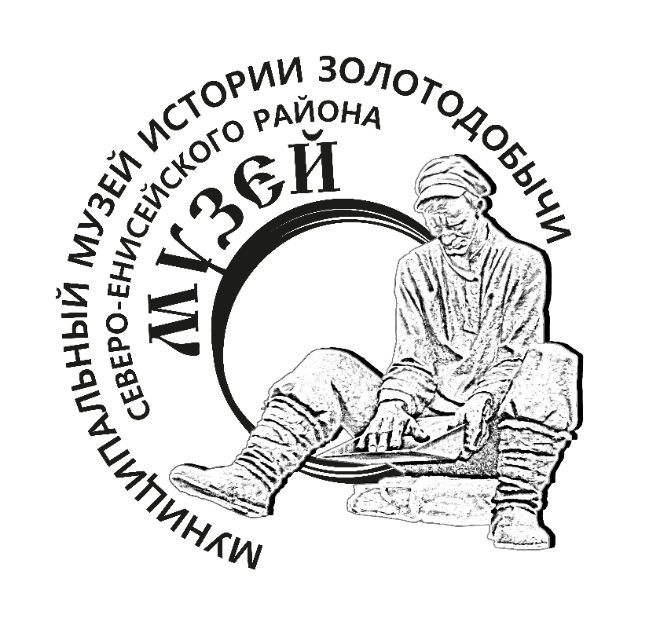 МУНИЦИПАЛЬНЫЙ МУЗЕЙ ИСТОРИИ ЗОЛОТОДОБЫЧИ
СЕВЕРО-ЕНИСЕЙСКОГО РАЙОНА
МУЗЕЙ